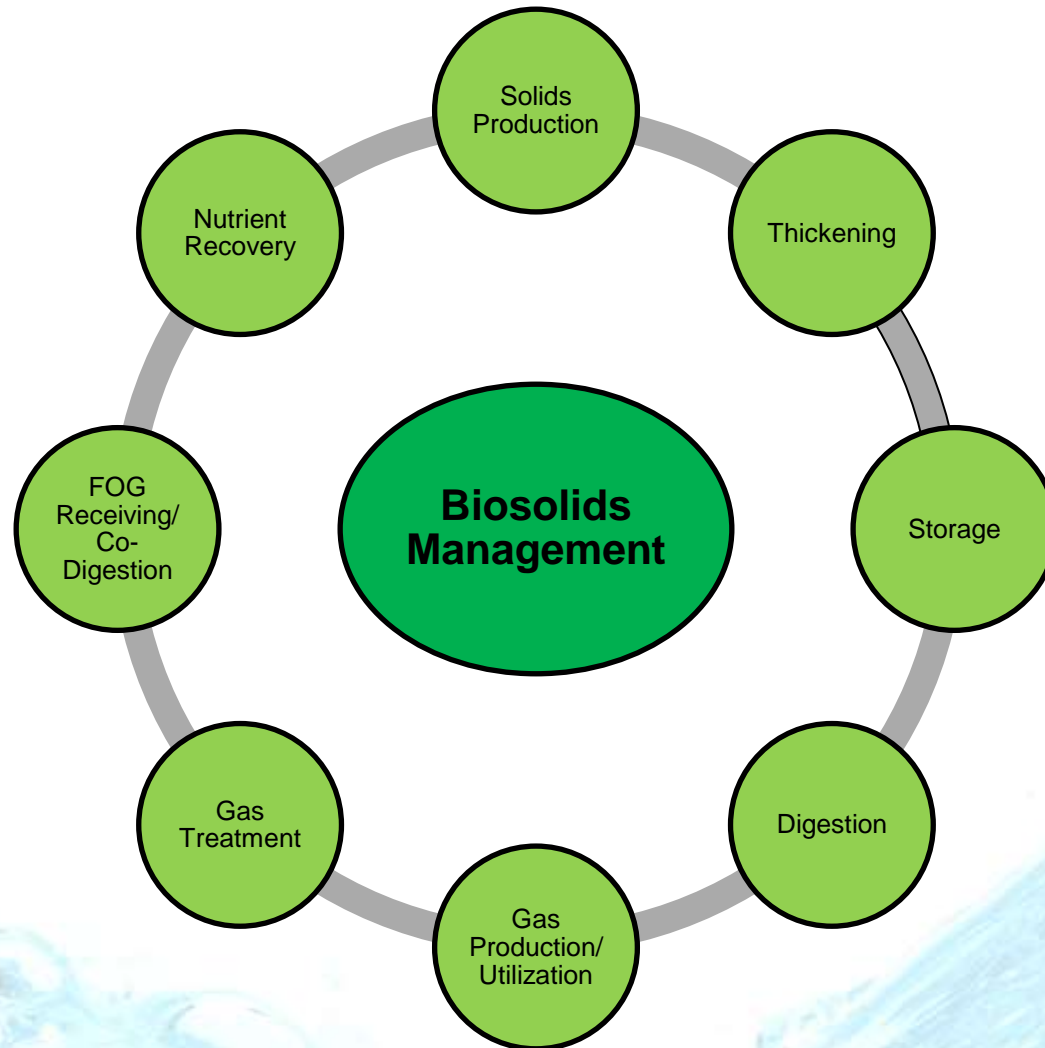 Solids
Production
Thickening
Storage
Digestion
Gas
Production/
Utilization
Gas
Treatment
FOG
Receiving/
Co-
Digestion
Nutrient
Recovery
Biosolids
Management